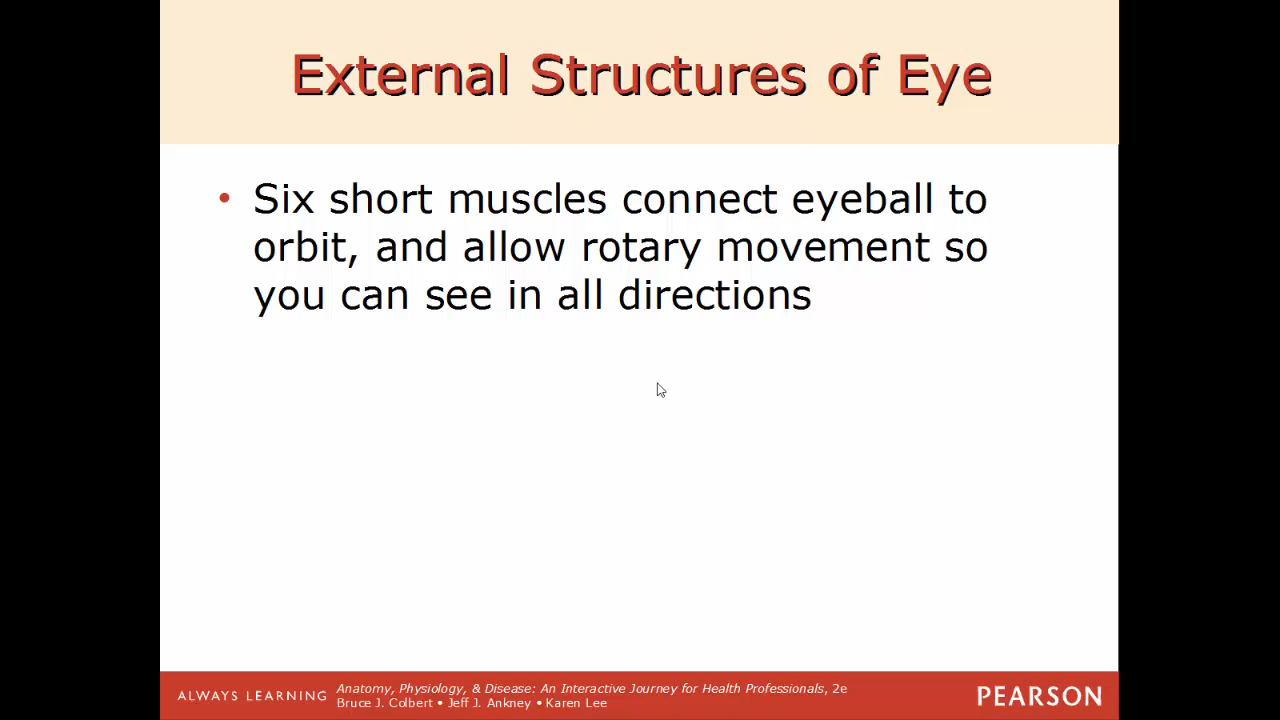 External Structures of Eye
• Six short muscles connect eyeball to
orbit, and allow rotary movement so
you can see in all directions
ALWAYS LEARNING
Anatomy, Physiology, & Disease: An Interactive Journey for Health Professionals, 2e
Bruce J. Colbert • Jeff J. Ankney • Karen Lee
PEARSON